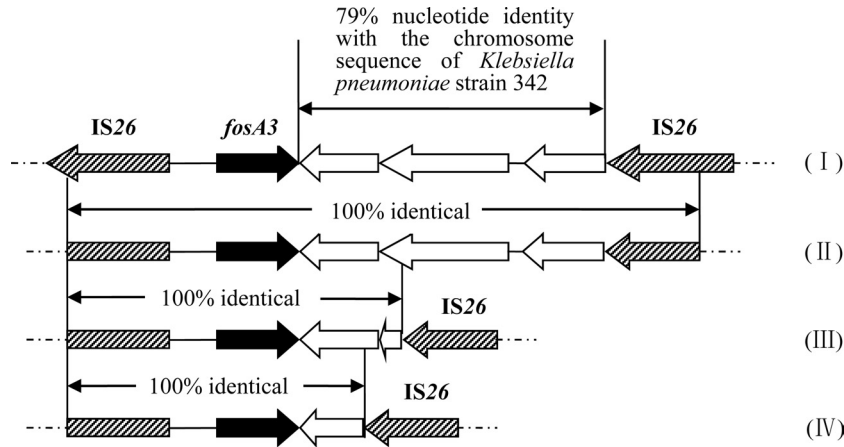 79% nucleotide identity
with the chromosome
sequence of Klebsiella
pneumoniae strain 342
IS26 fosA3 IS26
(Ⅰ)
100% identical
(Ⅱ)
100% identical IS26
(Ⅲ)
100% identical IS26
(Ⅳ)